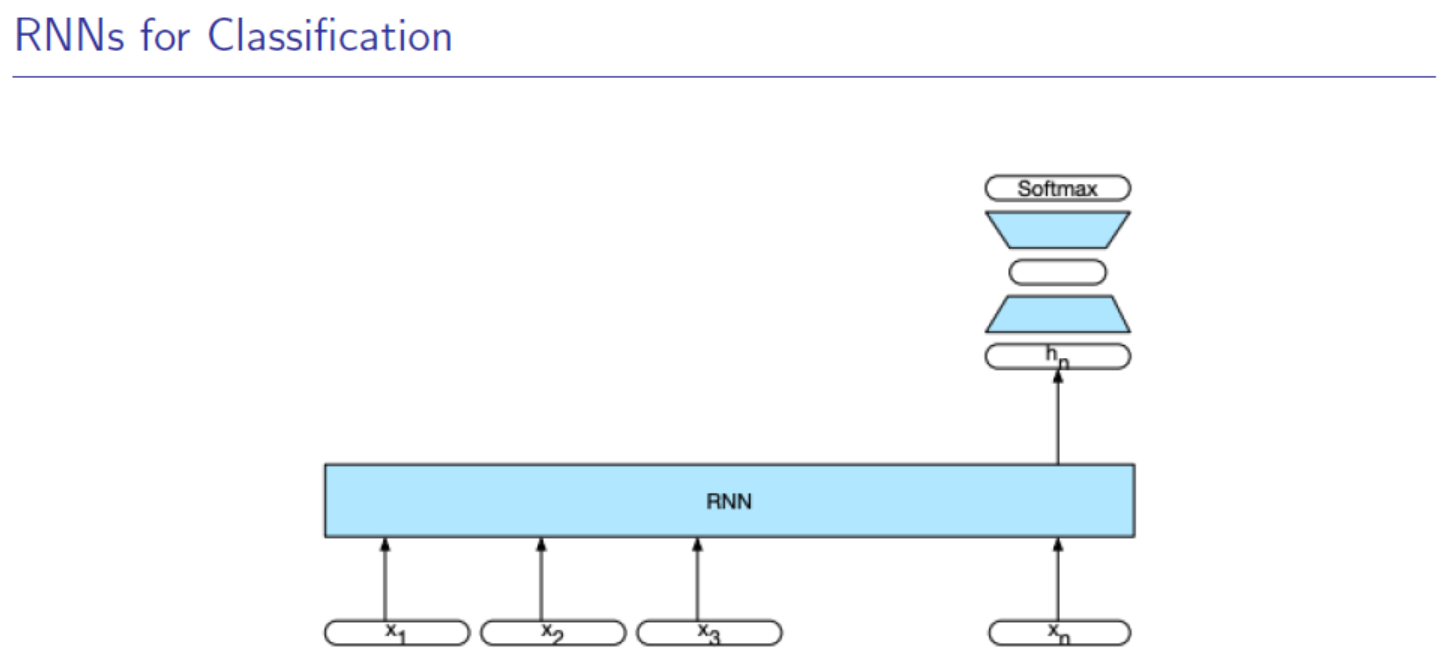 RNNs for Classification
Softmax
hₙ
RNN
x₁ x₂ x₃ xₙ